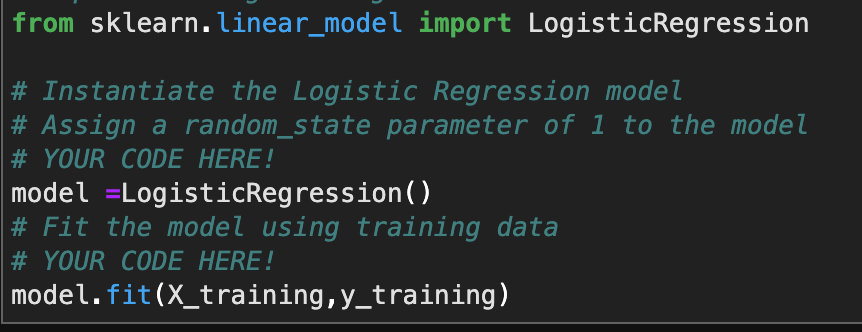 from sklearn.linear_model import LogisticRegression
# Instantiate the Logistic Regression model
# Assign a random_state parameter of 1 to the model
# YOUR CODE HERE!
model =LogisticRegression()
# Fit the model using training data
# YOUR CODE HERE!
model.fit(X_training,y_training)